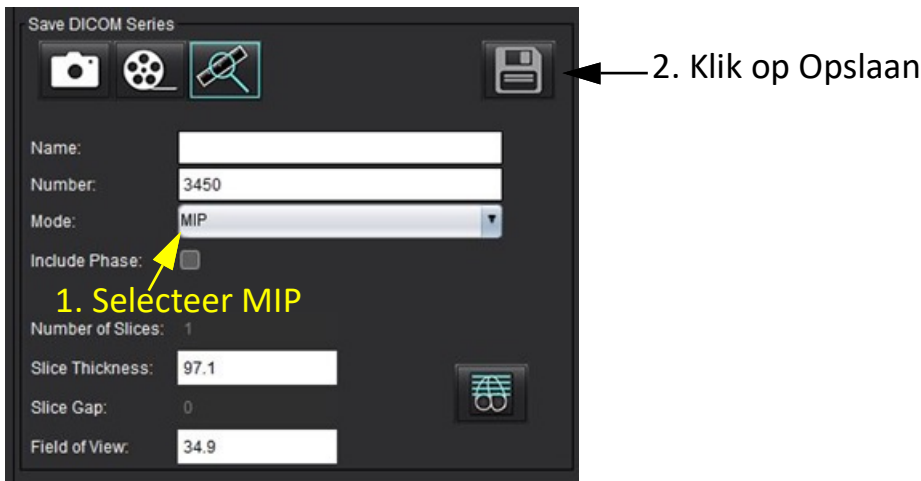 Save DICOM Series
2. Klik op Opslaan
Name:
Number: 3450
Mode: MIP
Include Phase:
1. Selecteer MIP
Number of Slices: 1
Slice Thickness: 97.1
Slice Gap: 0
Field of View: 34.9